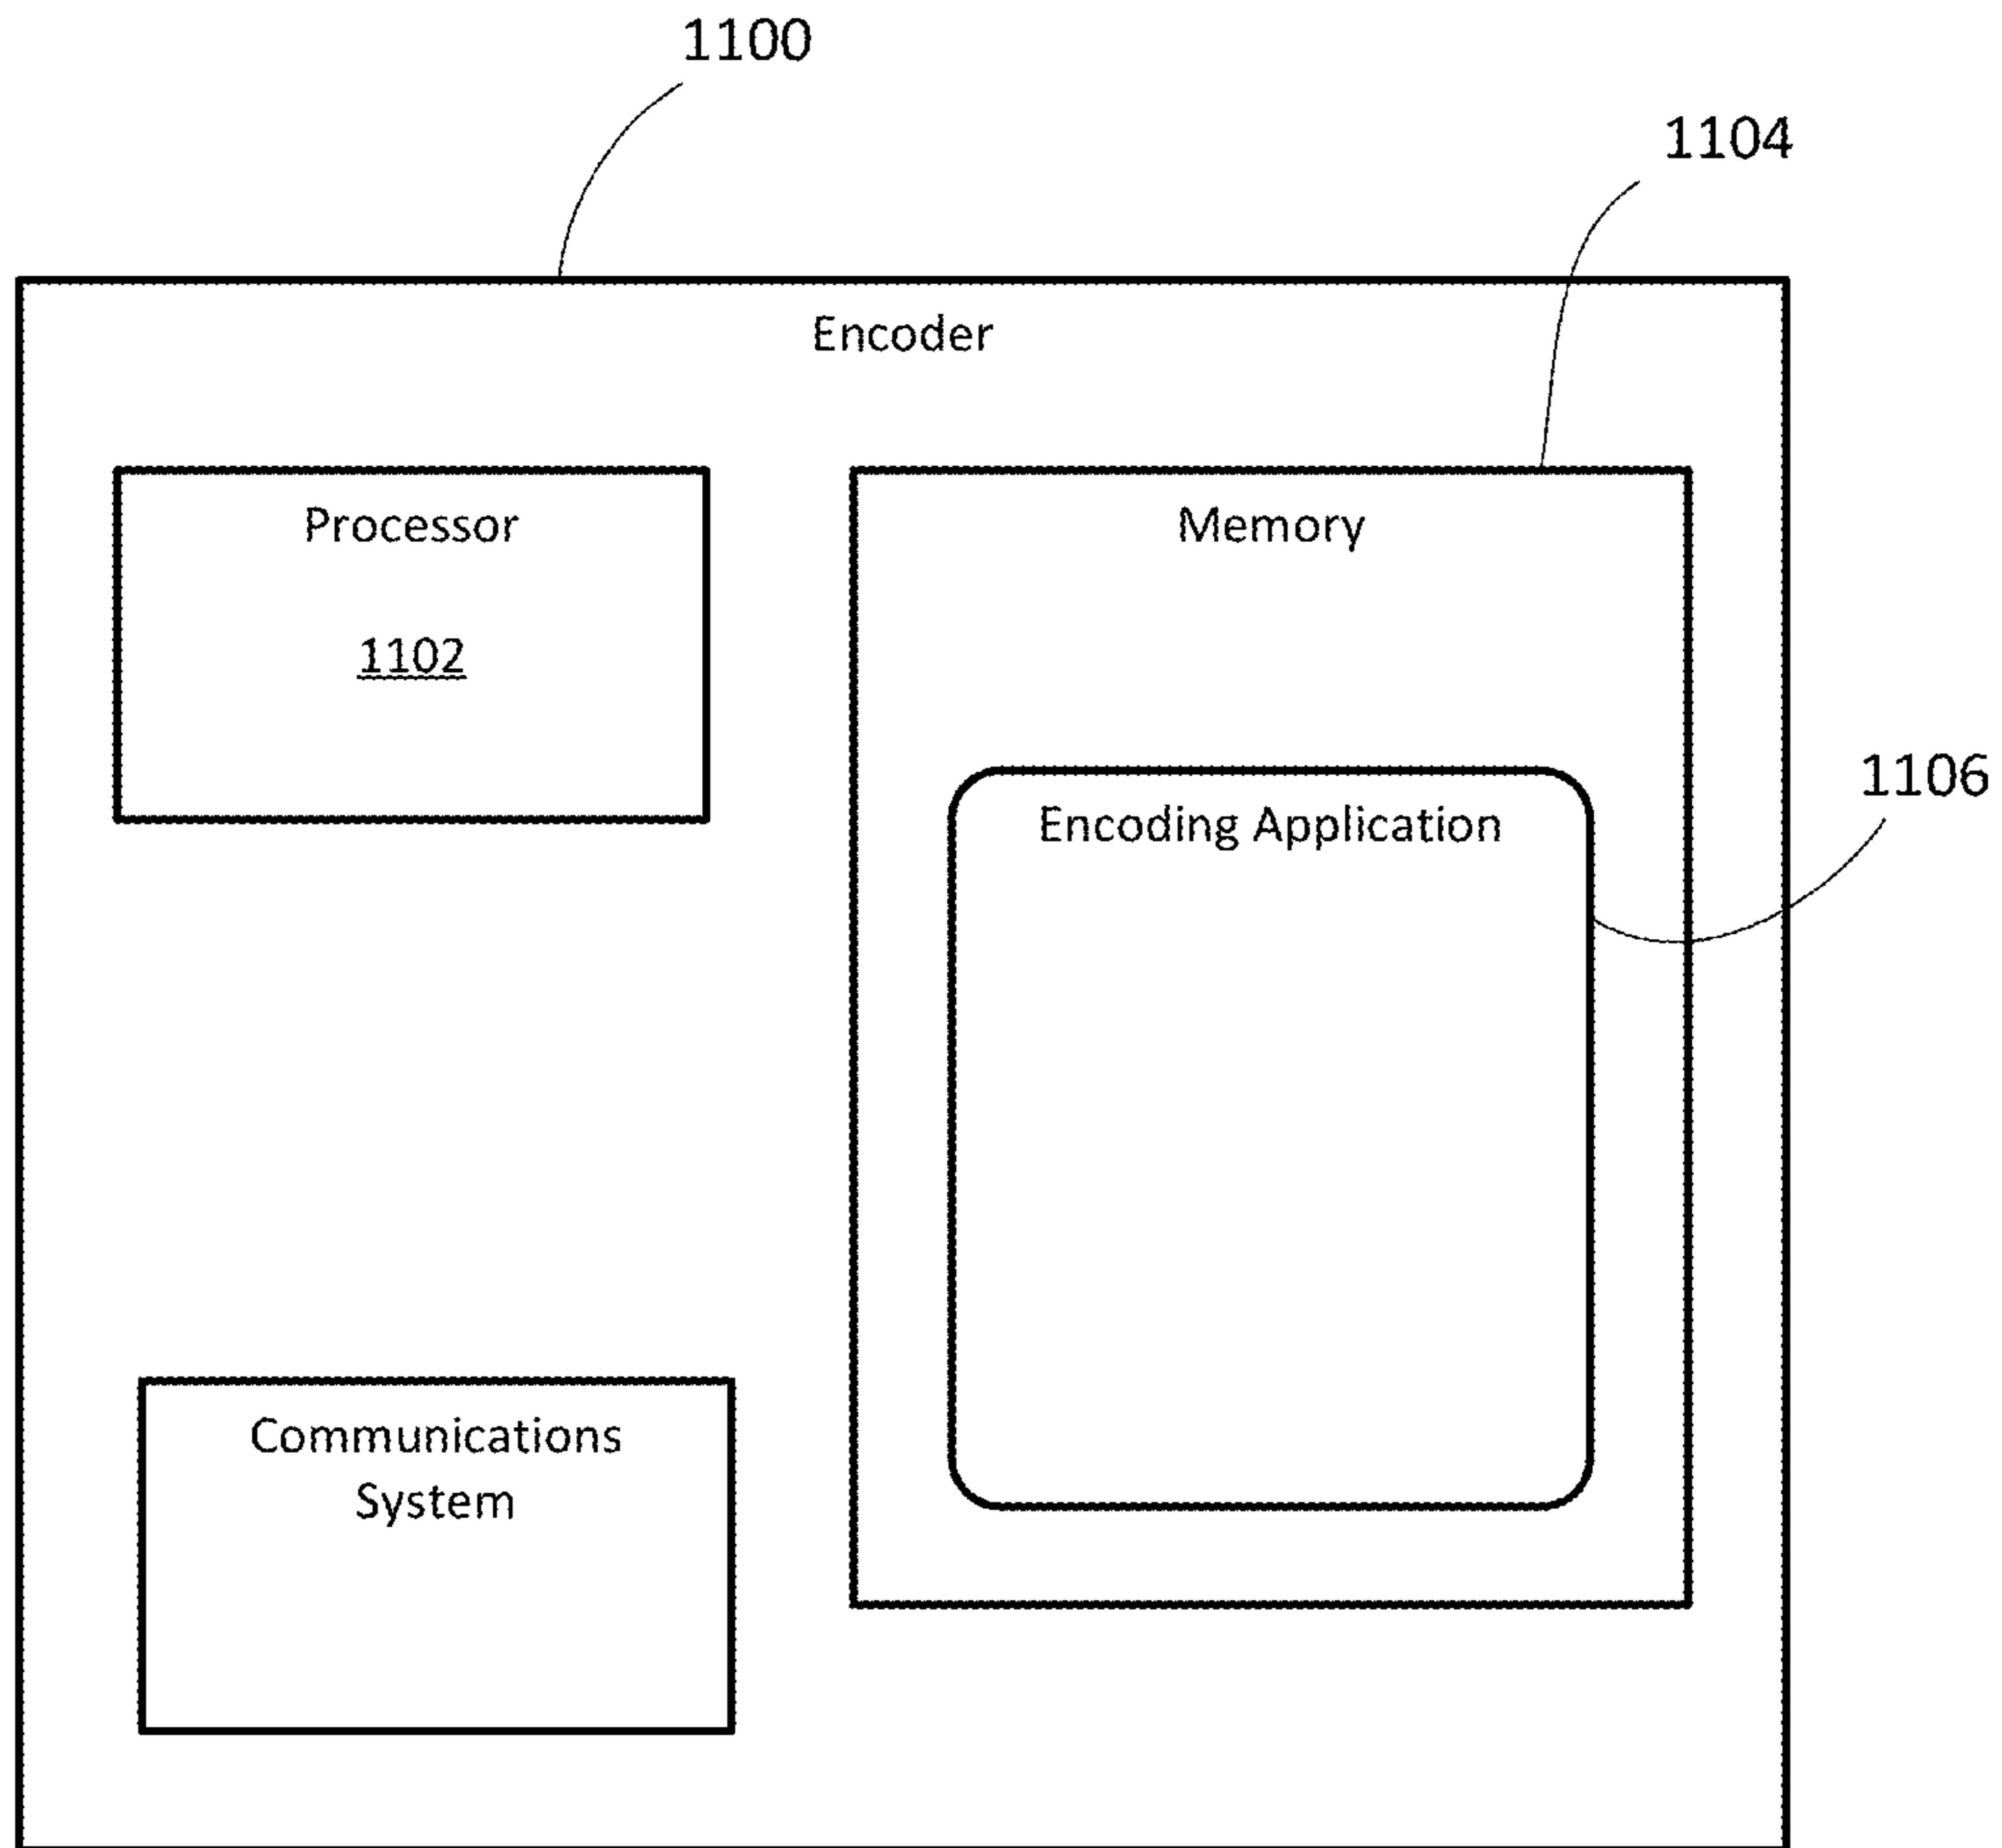 1100
1104
Encoder
Processor
1102
Memory
1106
Encoding Application
Communications
System